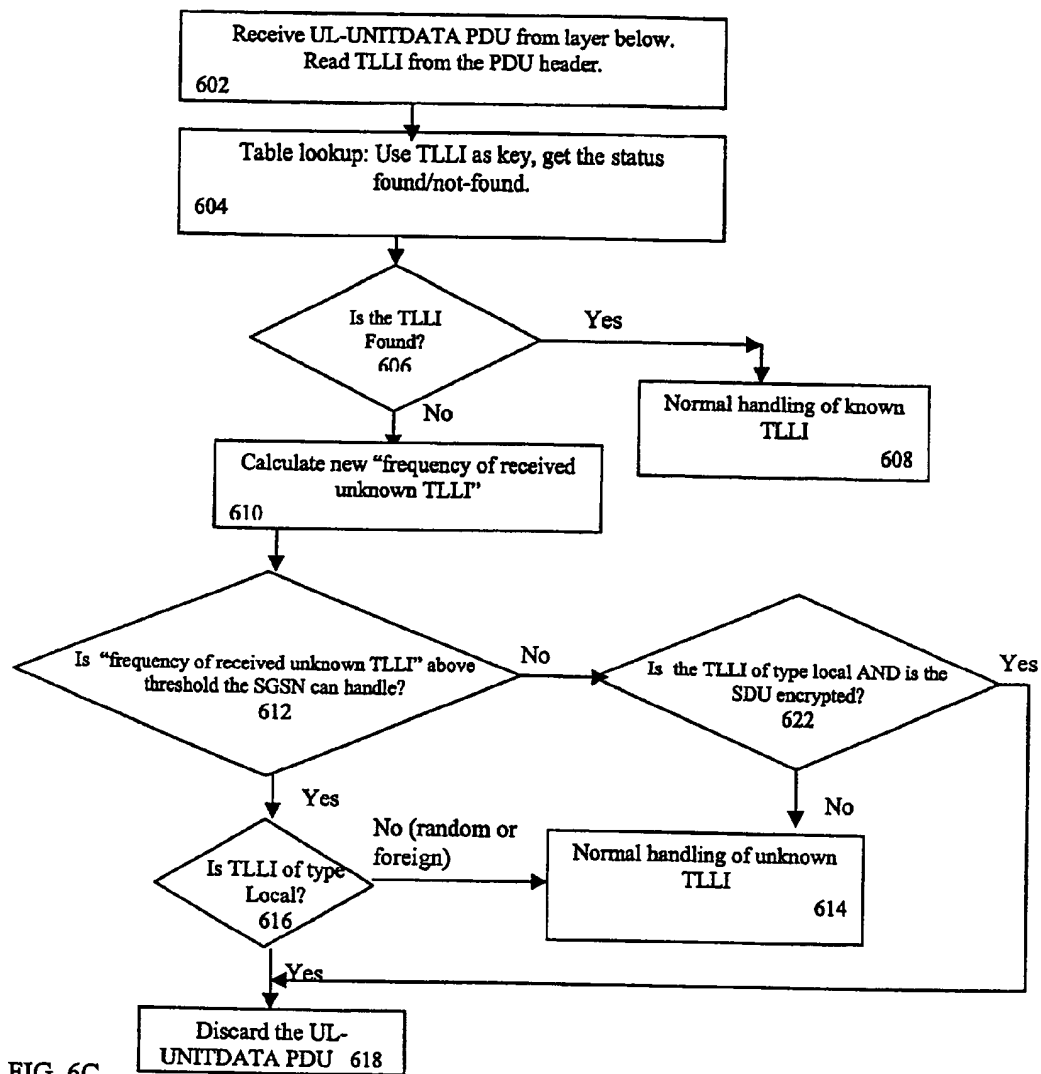 Receive UL-UNITDATA PDU from layer below.
Read TLLI from the PDU header.
602
Table lookup: Use TLLI as key, get the status
found/not-found.
604
Is the TLLI
Found?
606
Yes
No
Normal handling of known
TLLI
608
Calculate new “frequency of received
unknown TLLI”
610
Is “frequency of received unknown TLLI” above
threshold the SGSN can handle?
612
No
Is the TLLI of type local AND is the
SDU encrypted?
622
Yes
Yes
No
No (random or
foreign)
Is TLLI of type
Local?
616
Normal handling of unknown
TLLI
614
Yes
Discard the UL-
UNITDATA PDU 618
FIG. 6C